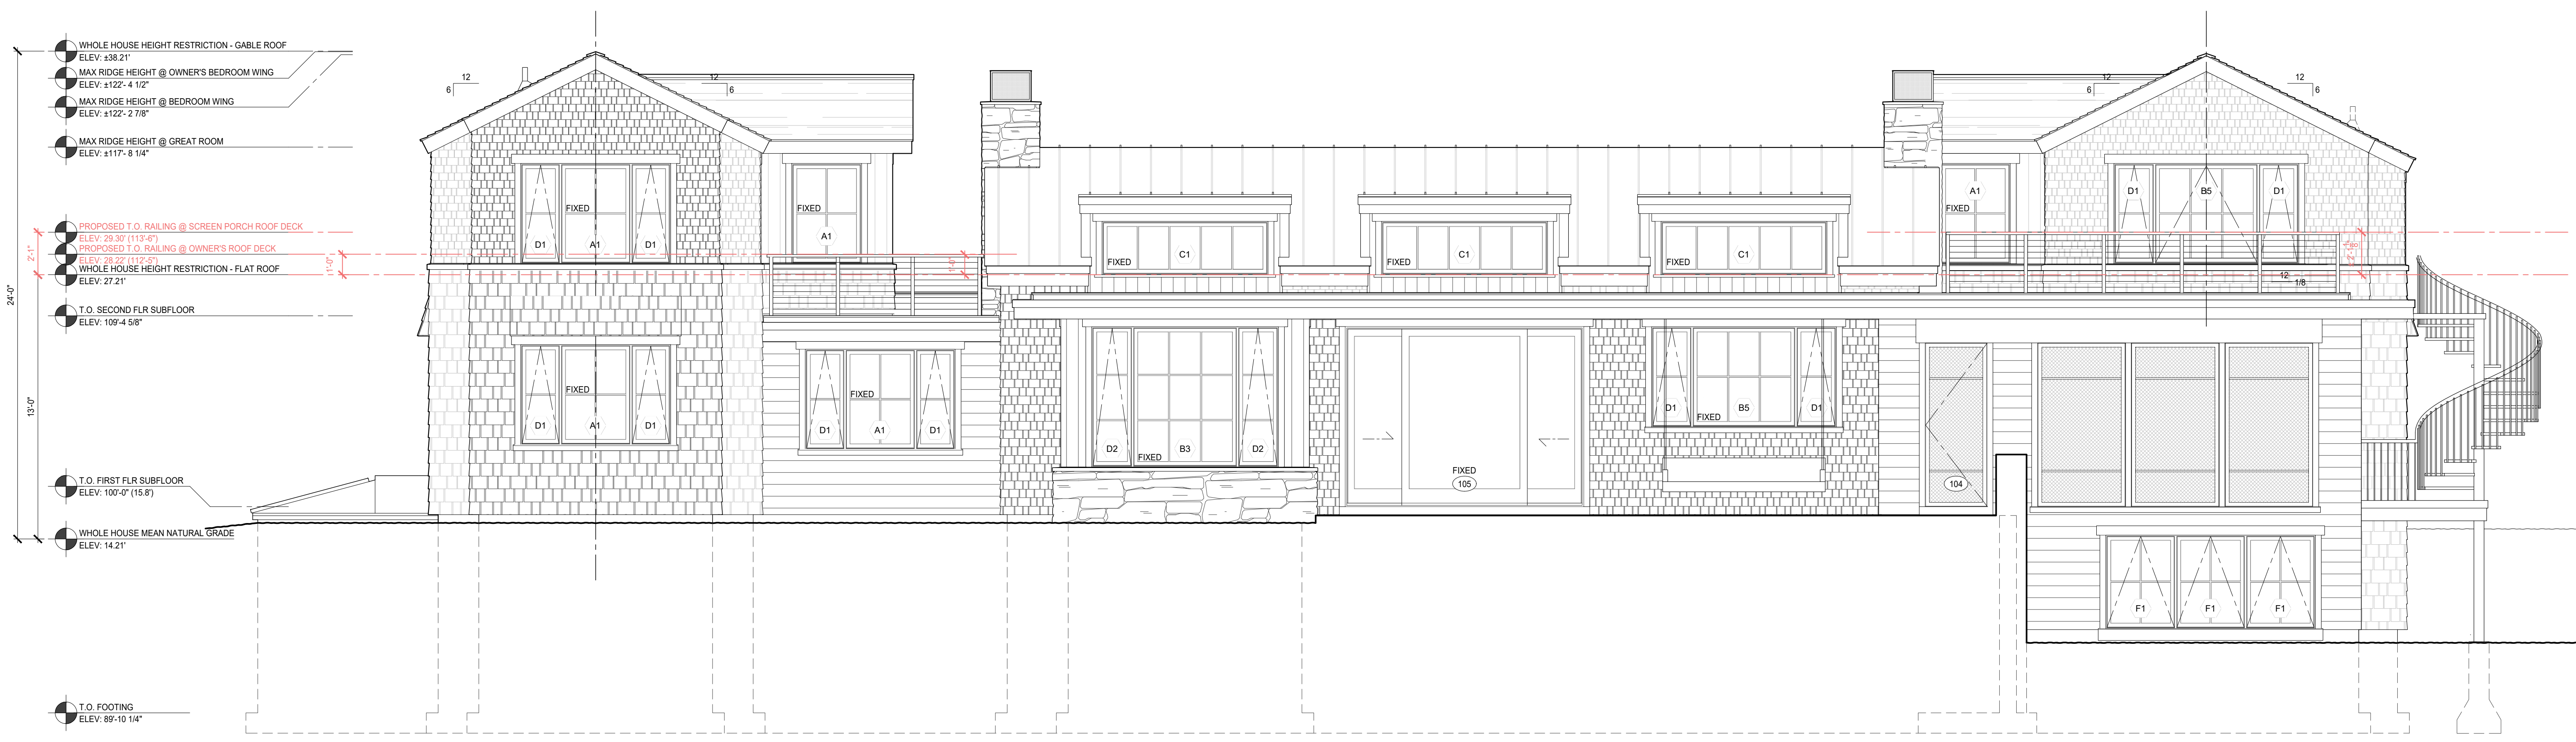 WHOLE HOUSE HEIGHT RESTRICTION - GABLE ROOF
ELEV: ±38.21'
MAX RIDGE HEIGHT @ OWNER'S BEDROOM WING
ELEV: ±122'- 4 1/2"
MAX RIDGE HEIGHT @ BEDROOM WING
ELEV: ±122'- 2 7/8"
MAX RIDGE HEIGHT @ GREAT ROOM
ELEV: ±117'- 8 1/4"
PROPOSED T.O. RAILING @ SCREEN PORCH ROOF DECK
ELEV: 29.30' (113'-6")
PROPOSED T.O. RAILING @ OWNER'S ROOF DECK
ELEV: 28.22' (112'-5")
WHOLE HOUSE HEIGHT RESTRICTION - FLAT ROOF
ELEV: 27.21'
T.O. SECOND FLR SUBFLOOR
ELEV: 109'-4 5/8"
T.O. FIRST FLR SUBFLOOR
ELEV: 100'-0" (15.8')
WHOLE HOUSE MEAN NATURAL GRADE
ELEV: 14.21'
T.O. FOOTING
ELEV: 89'-10 1/4"
24'-0"
13'-0"
2'-1"
1'-0"
12
6
12
6
FIXED
D1
A1
D1
FIXED
A1
FIXED
D1
A1
D1
FIXED
D1
A1
D1
1'-0"
FIXED
C1
FIXED
C1
FIXED
C1
D2
FIXED
B3
D2
FIXED
105
D1
FIXED
B5
D1
104
12
6
12
6
A1
FIXED
D1
B5
D1
12
1/8
F1
F1
F1